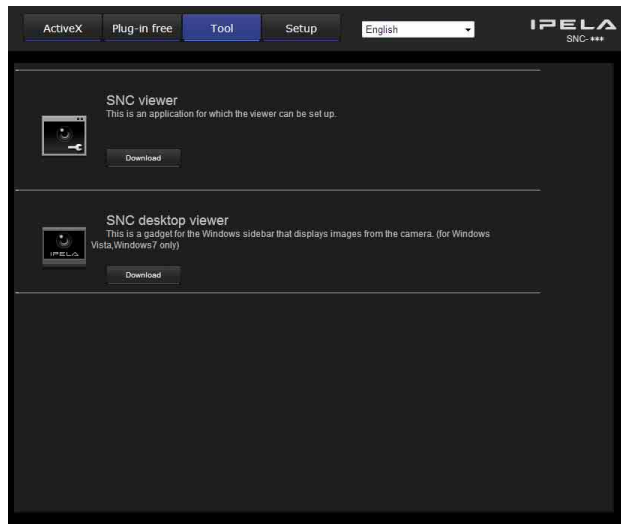 ActiveX Plug-in free Tool Setup English IPELA
SNC-***
SNC viewer
This is an application for which the viewer can be set up.
Download
SNC desktop viewer
This is a gadget for the Windows sidebar that displays images from the camera. (for Windows
Vista,Windows7 only)
IPELA
Download